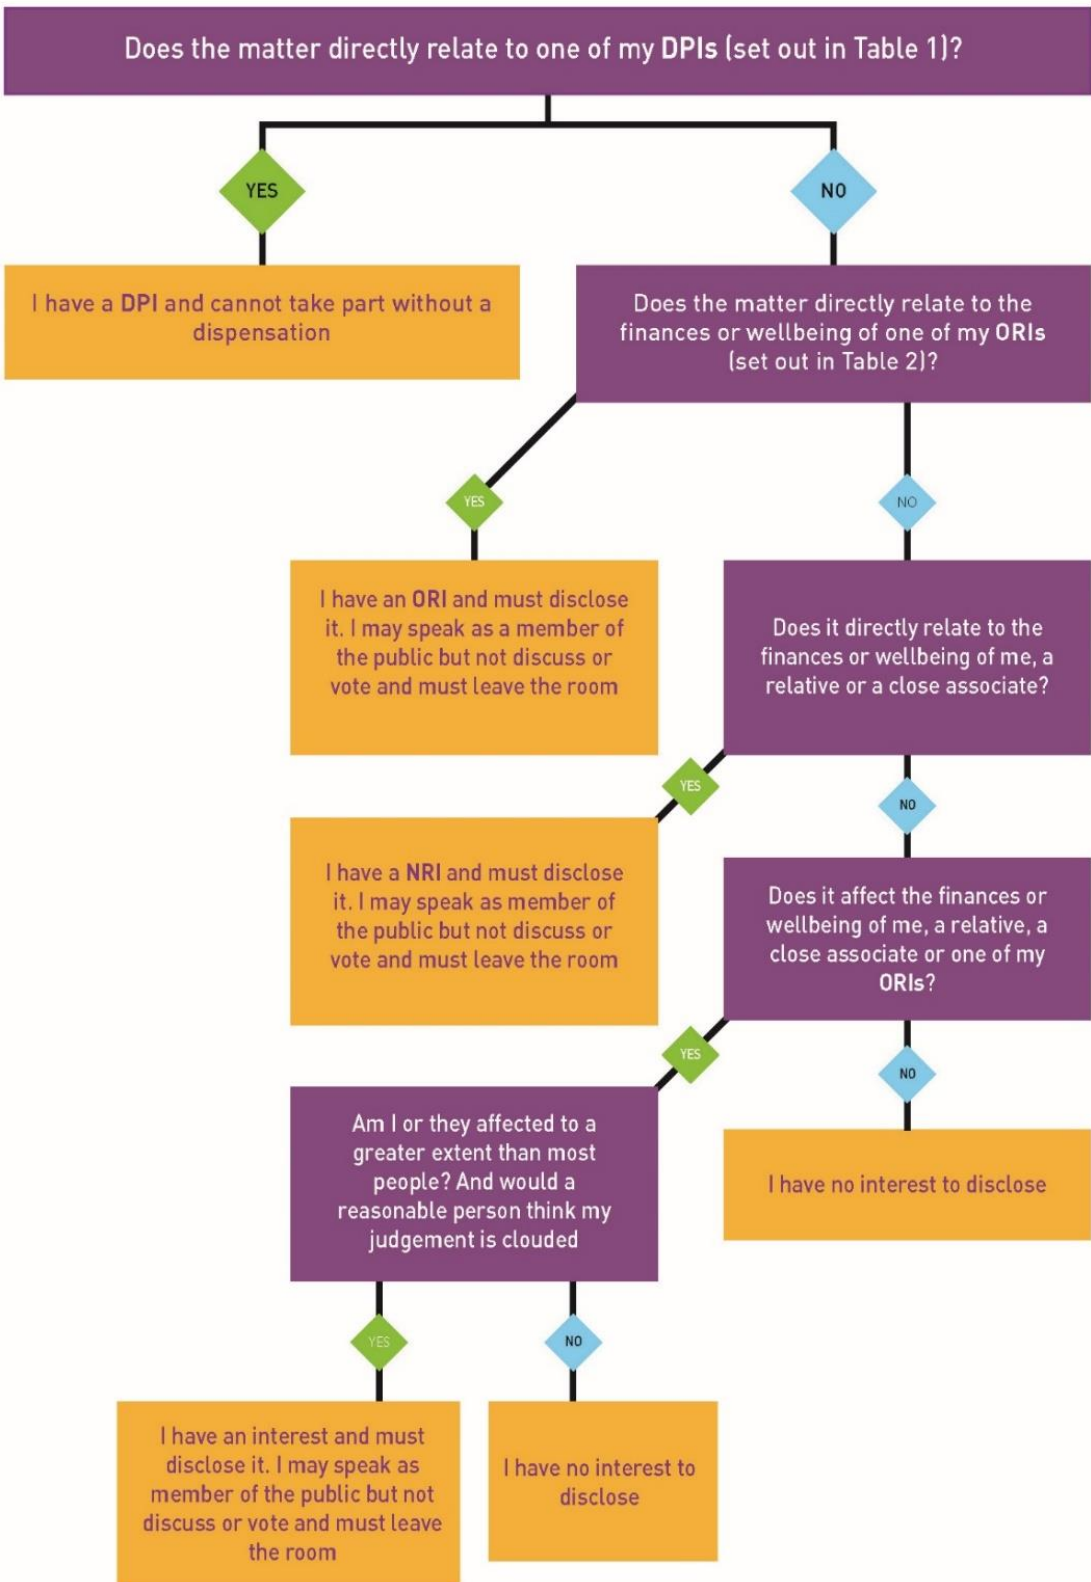 Does the matter directly relate to one of my DPIs (set out in Table 1)?
YES
NO
I have a DPI and cannot take part without a
dispensation
Does the matter directly relate to the
finances or wellbeing of one of my ORIs
(set out in Table 2)?
YES
NO
I have an ORI and must disclose
it. I may speak as a member of
the public but not discuss or
vote and must leave the room
Does it directly relate to the
finances or wellbeing of me, a
relative or a close associate?
YES
NO
I have a NRI and must disclose
it. I may speak as member of
the public but not discuss or
vote and must leave the room
Does it affect the finances or
wellbeing of me, a relative, a
close associate or one of my
ORIs?
YES
NO
Am I or they affected to a
greater extent than most
people? And would a
reasonable person think my
judgement is clouded
I have no interest to disclose
YES
NO
I have an interest and must
disclose it. I may speak as
member of the public but not
discuss or vote and must leave
the room
I have no interest to
disclose